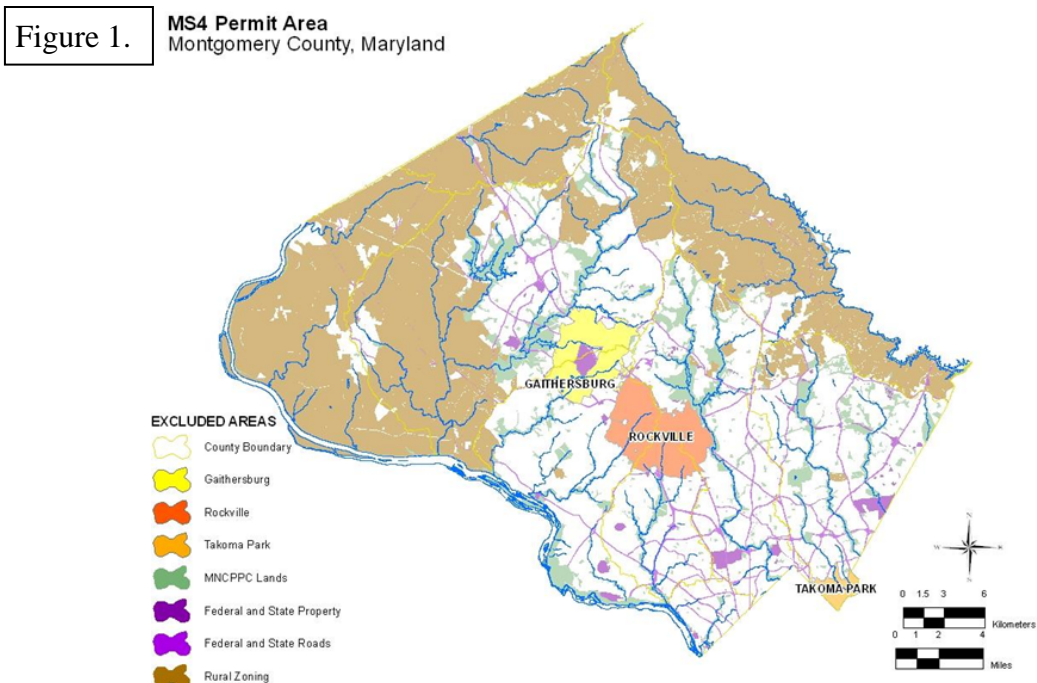 Figure 1.
MS4 Permit Area
Montgomery County, Maryland
GAITHERSBURG
ROCKVILLE
TAKOMA PARK
EXCLUDED AREAS
County Boundary
Gaithersburg
Rockville
Takoma Park
MNCPPC Lands
Federal and State Property
Federal and State Roads
Rural Zoning
N
W
E
S
0 1.5 3 6
Kilometers
0 1 2 4
Miles